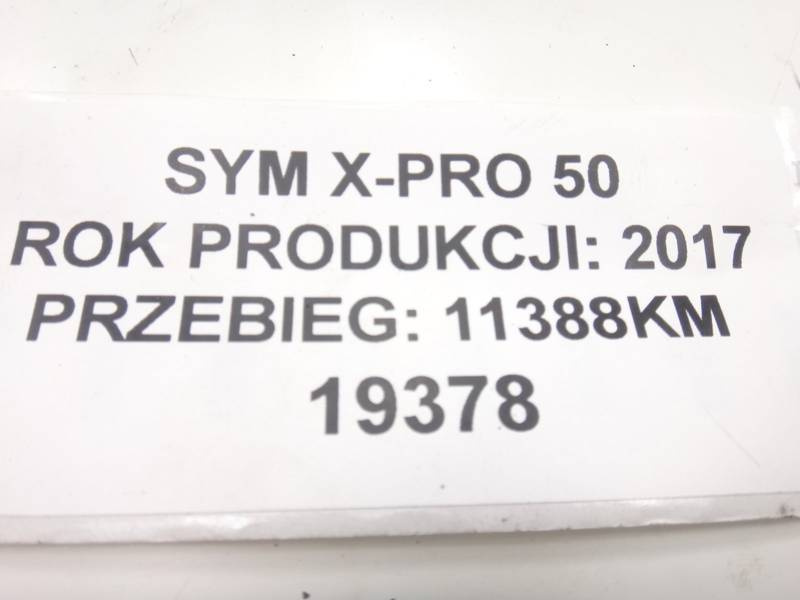 SYM X-PRO 50
ROK PRODUKCJI: 2017
PRZEBIEG: 11388KM
19378